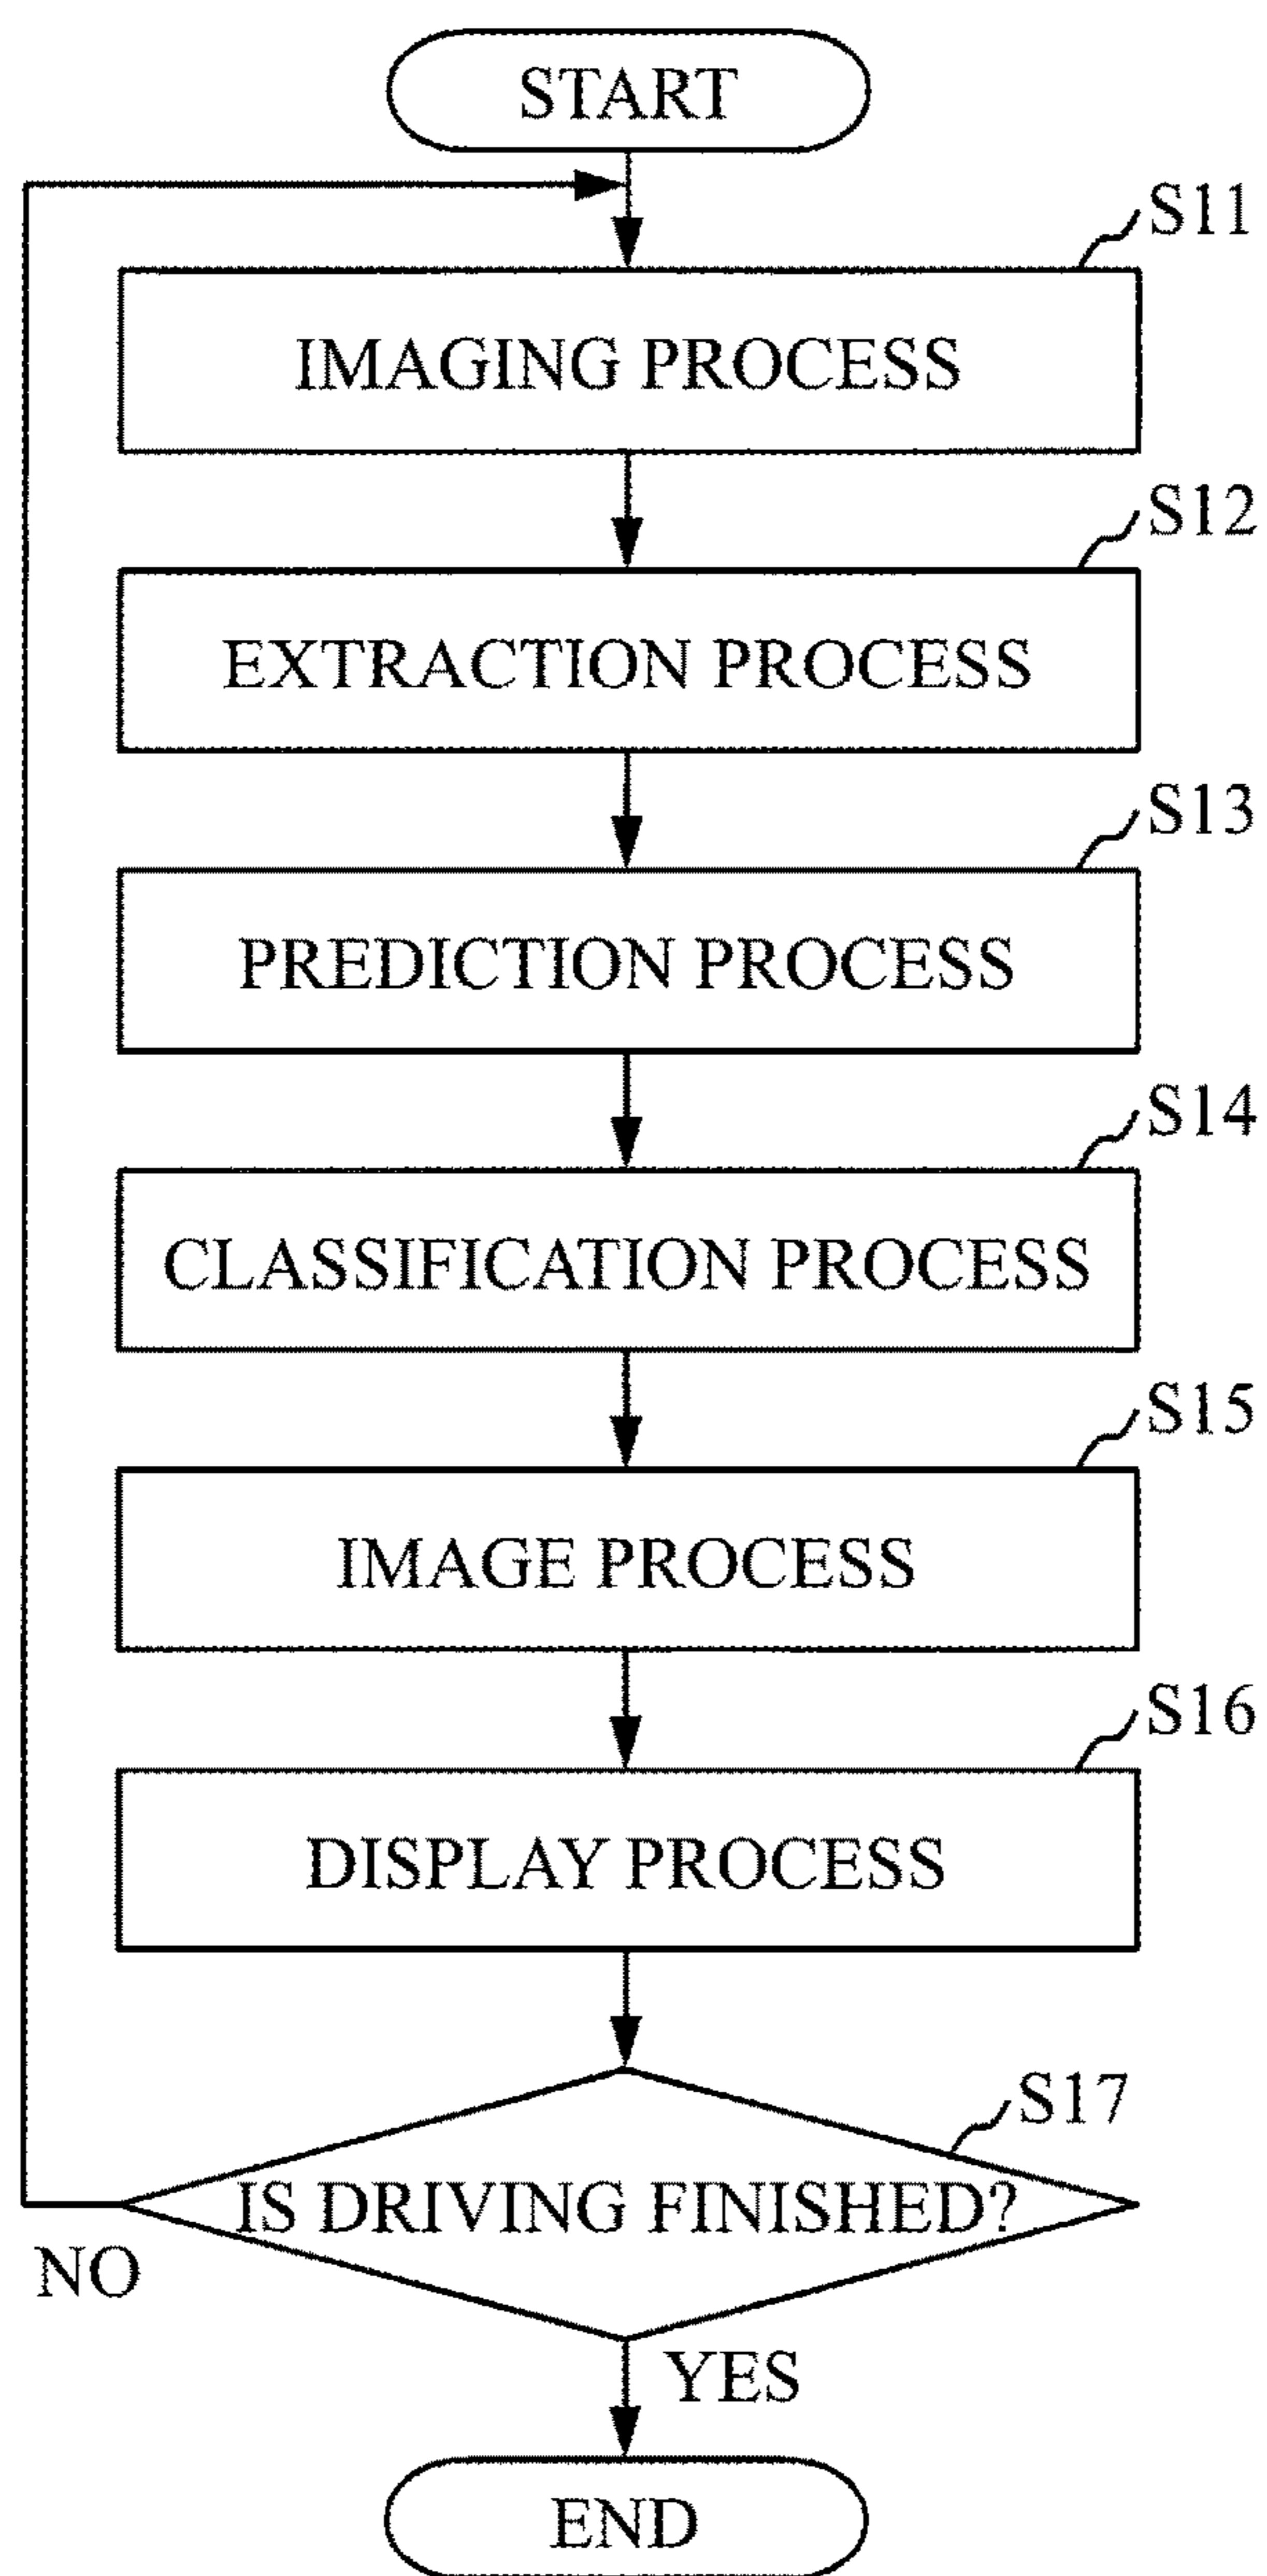 START
S11
IMAGING PROCESS
S12
EXTRACTION PROCESS
S13
PREDICTION PROCESS
S14
CLASSIFICATION PROCESS
S15
IMAGE PROCESS
S16
DISPLAY PROCESS
S17
IS DRIVING FINISHED?
NO
YES
END